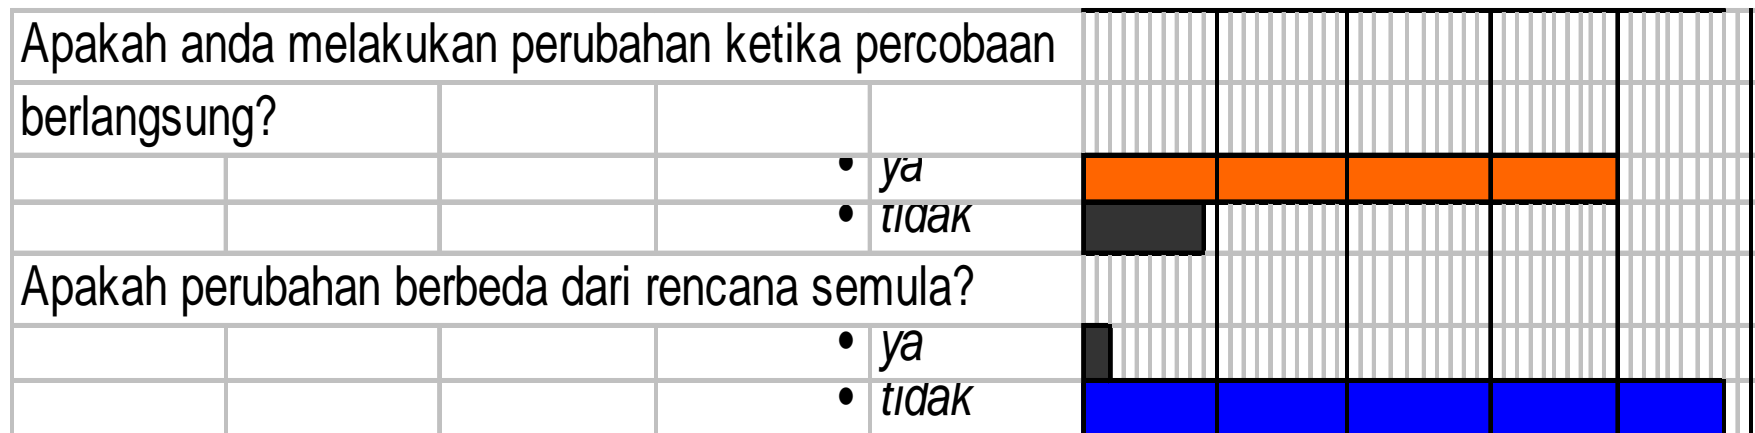 Apakah anda melakukan perubahan ketika percobaan
berlangsung?
• ya
• tidak
Apakah perubahan berbeda dari rencana semula?
• ya
• tidak